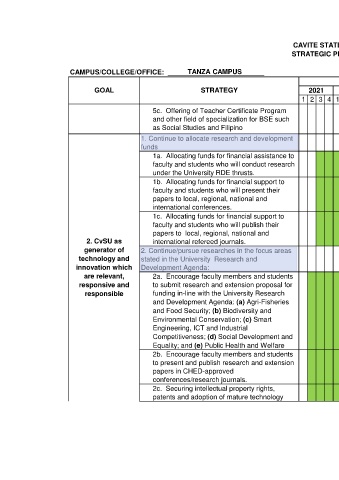 CAVITE STAT
STRATEGIC P
CAMPUS/COLLEGE/OFFICE: TANZA CAMPUS
GOAL
STRATEGY
2021
1 2 3 4 1
5c. Offering of Teacher Certificate Program
and other field of specialization for BSE such
as Social Studies and Filipino
2. CvSU as
generator of
technology and
innovation which
are relevant,
responsive and
responsible
1. Continue to allocate research and development
funds
1a. Allocating funds for financial assistance to
faculty and students who will conduct research
under the University RDE thrusts.
1b. Allocating funds for financial support to
faculty and students who will present their
papers to local, regional, national and
international conferences.
1c. Allocating funds for financial support to
faculty and students who will publish their
papers to local, regional, national and
international refereed journals.
2. Continue/pursue researches in the focus areas
stated in the University Research and
Development Agenda:
2a. Encourage faculty members and students
to submit research and extension proposal for
funding in-line with the University Research
and Development Agenda: (a) Agri-Fisheries
and Food Security; (b) Biodiversity and
Environmental Conservation; (c) Smart
Engineering, ICT and Industrial
Competitiveness; (d) Social Development and
Equality; and (e) Public Health and Welfare
2b. Encourage faculty members and students
to present and publish research and extension
papers in CHED-approved
conferences/research journals.
2c. Securing intellectual property rights,
patents and adoption of mature technology